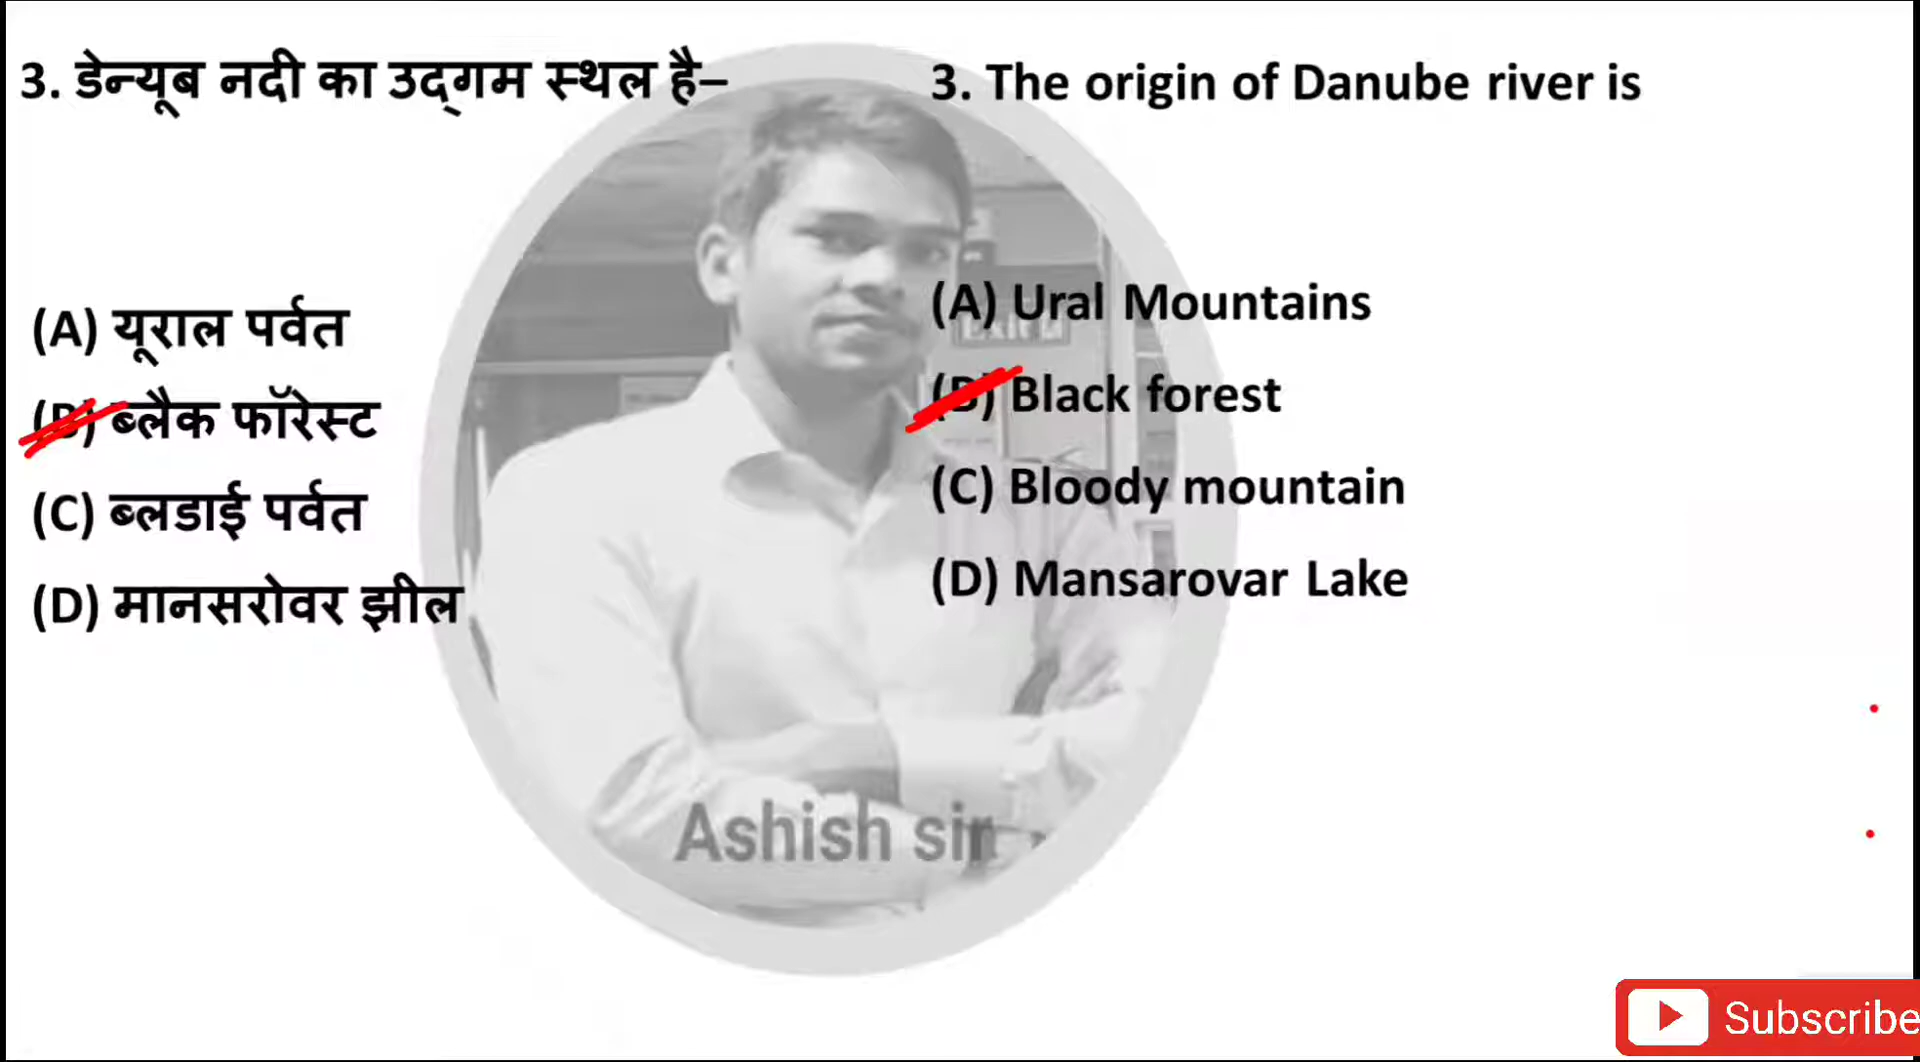 3. डेन्यूब नदी का उद्गम स्थल है–
(A) यूराल पर्वत
(B) ब्लैक फॉरेस्ट
(C) ब्लडाई पर्वत
(D) मानसरोवर झील
3. The origin of Danube river is
(A) Ural Mountains
(B) Black forest
(C) Bloody mountain
(D) Mansarovar Lake
Exit
Ashish sir
Subscribe